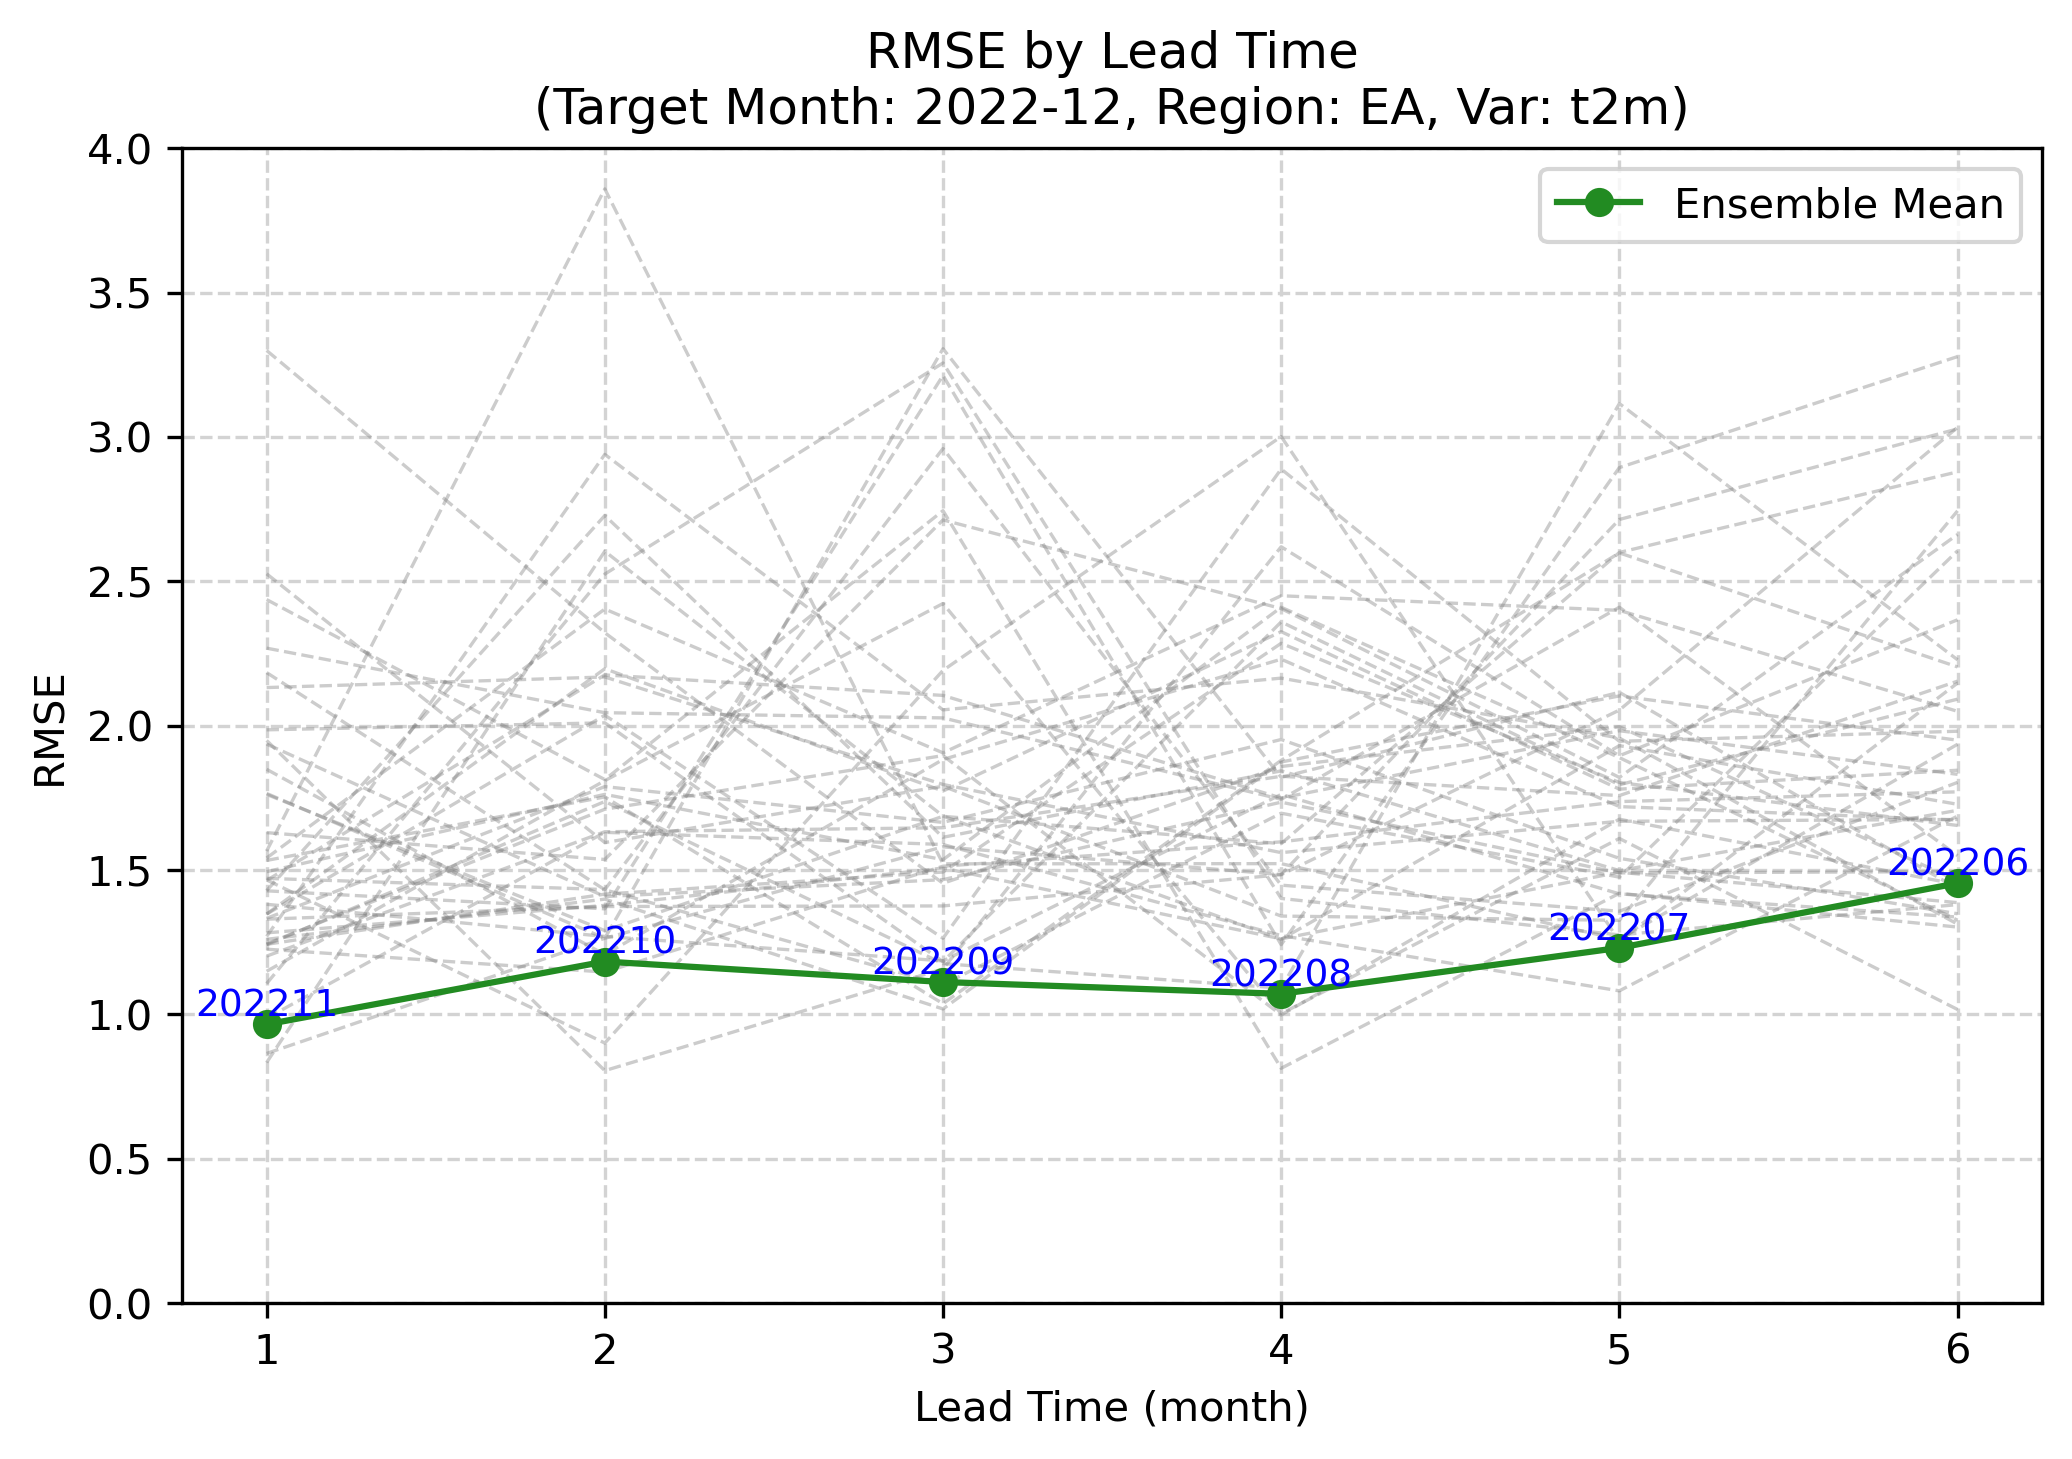 RMSE by Lead Time
(Target Month: 2022-12, Region: EA, Var: t2m)
4.0
3.5
3.0
2.5
2.0
1.5
1.0
0.5
0.0
RMSE
Ensemble Mean
202211
202210
202209
202208
202207
202206
1 2 3 4 5 6
Lead Time (month)